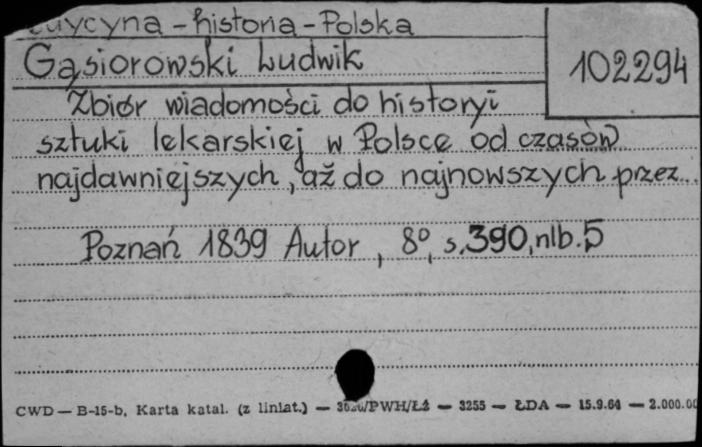 - historia - Polska
Gąsiorowski Ludwik
102294
Zbiór wiadomości do historyi
sztuki lekarskiej w Polsce od czasów
najdawniejszych, aż do najnowszych przez...
Poznań 1839 Autor, 8°, s. 390, nlb. 5
CWD — B-15-b, Karta katal. (z liniat.) — /PWH/Łź — 3255 — ŁDA — 15.9.64 — 2.000.00